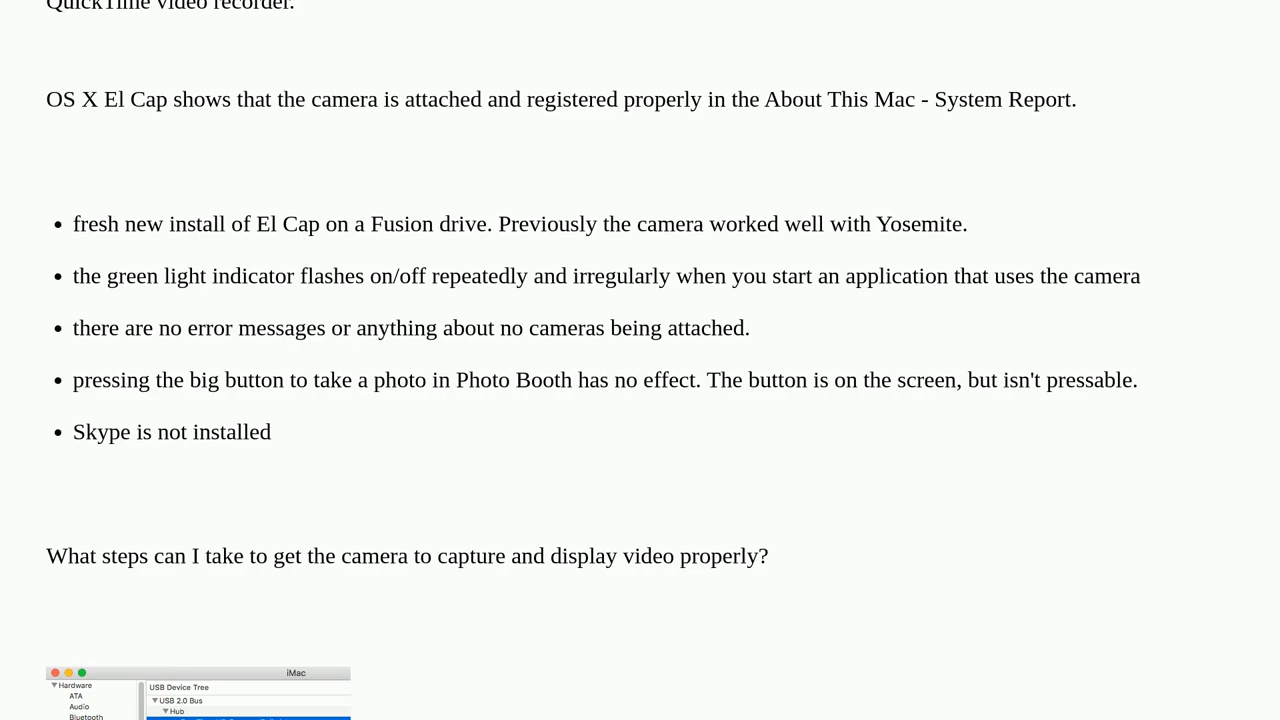 QuickTime video recorder.
OS X El Cap shows that the camera is attached and registered properly in the About This Mac - System Report.
• fresh new install of El Cap on a Fusion drive. Previously the camera worked well with Yosemite.
• the green light indicator flashes on/off repeatedly and irregularly when you start an application that uses the camera
• there are no error messages or anything about no cameras being attached.
• pressing the big button to take a photo in Photo Booth has no effect. The button is on the screen, but isn't pressable.
• Skype is not installed
What steps can I take to get the camera to capture and display video properly?
iMac
Hardware
USB Device Tree
ATA
USB 2.0 Bus
Audio
Hub
Bluetooth